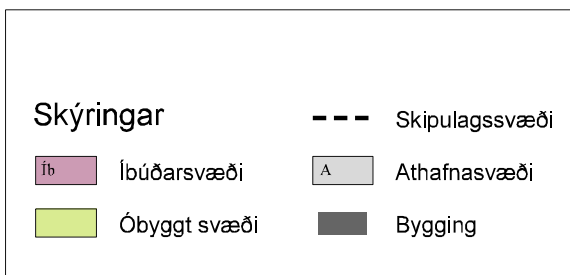 Skýringar
Skipulagssvæði
Íb Íbúðarsvæði
A Athafnasvæði
Óbyggt svæði
Bygging